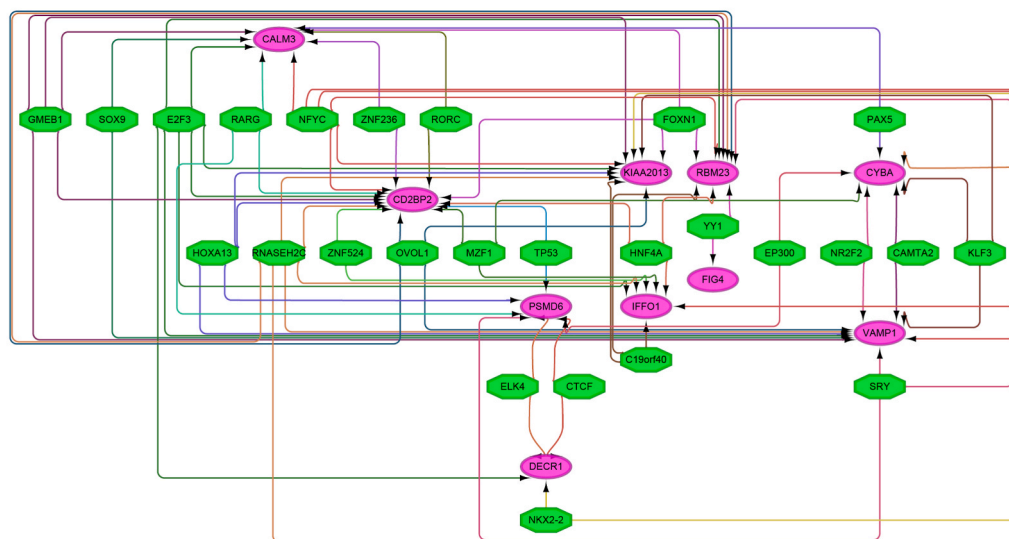 CALM3
GMEB1 SOX9 E2F3 RARG NFYC ZNF236 RORC FOXN1 PAX5
KIAA2013 RBM23 CYBA
CD2BP2
YY1
HOXA13 RNASEH2C ZNF524 OVOL1 MZF1 TP53 HNF4A EP300 NR2F2 CAMTA2 KLF3
FIG4
PSMD6 IFFO1
VAMP1
C19orf40
ELK4 CTCF SRY
DECR1
NKX2-2